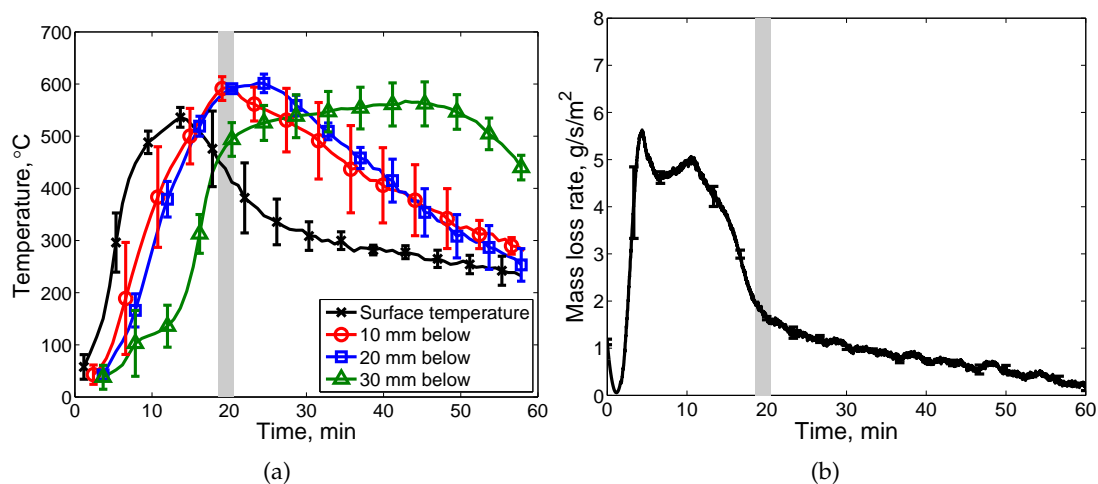 700
600
500
400
300
200
100
0
0 10 20 30 40 50 60
Temperature, °C
Time, min
Surface temperature
10 mm below
20 mm below
30 mm below
(a)
8
7
6
5
4
3
2
1
0
0 10 20 30 40 50 60
Mass loss rate, g/s/m^2
Time, min
(b)